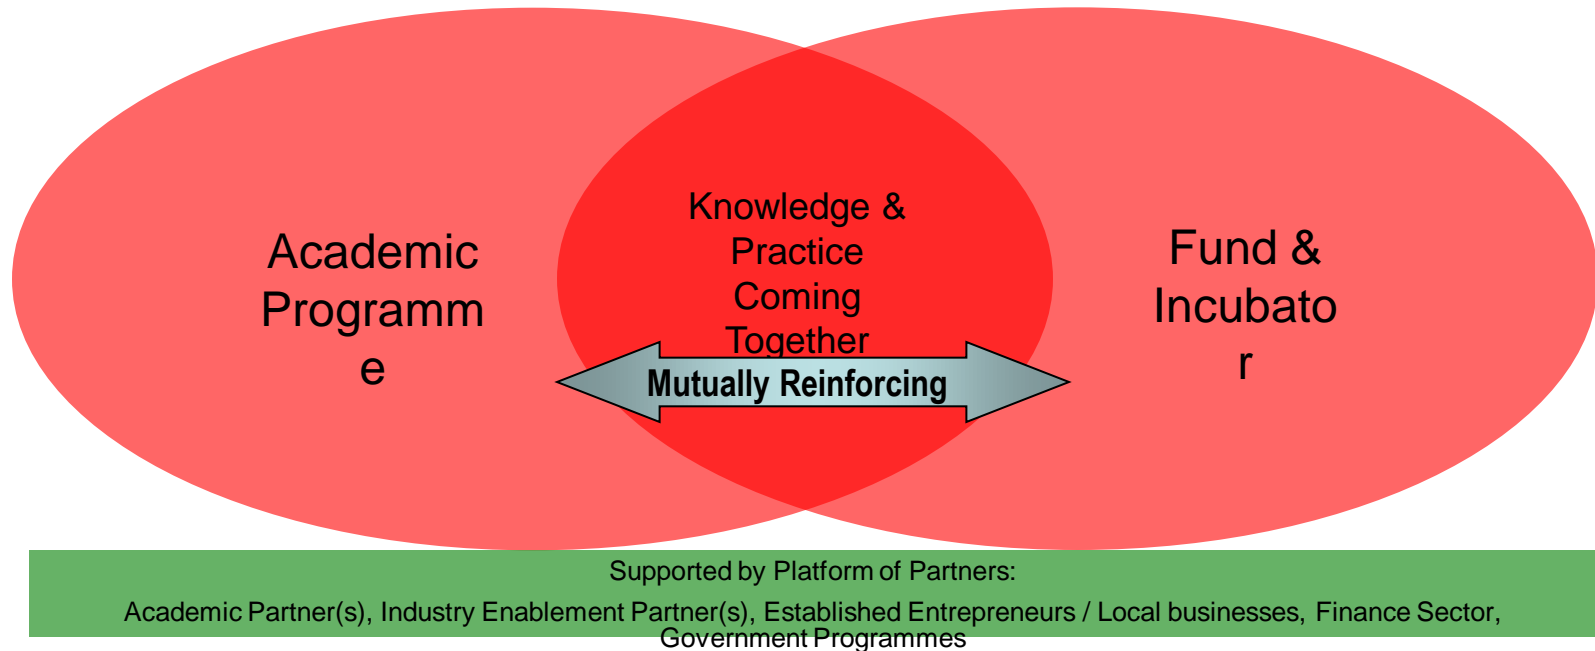 Academic
Programm
e
Knowledge &
Practice
Coming
Together
Mutually Reinforcing
Fund &
Incubato
r
Supported by Platform of Partners:
Academic Partner(s), Industry Enablement Partner(s), Established Entrepreneurs / Local businesses, Finance Sector,
Government Programmes